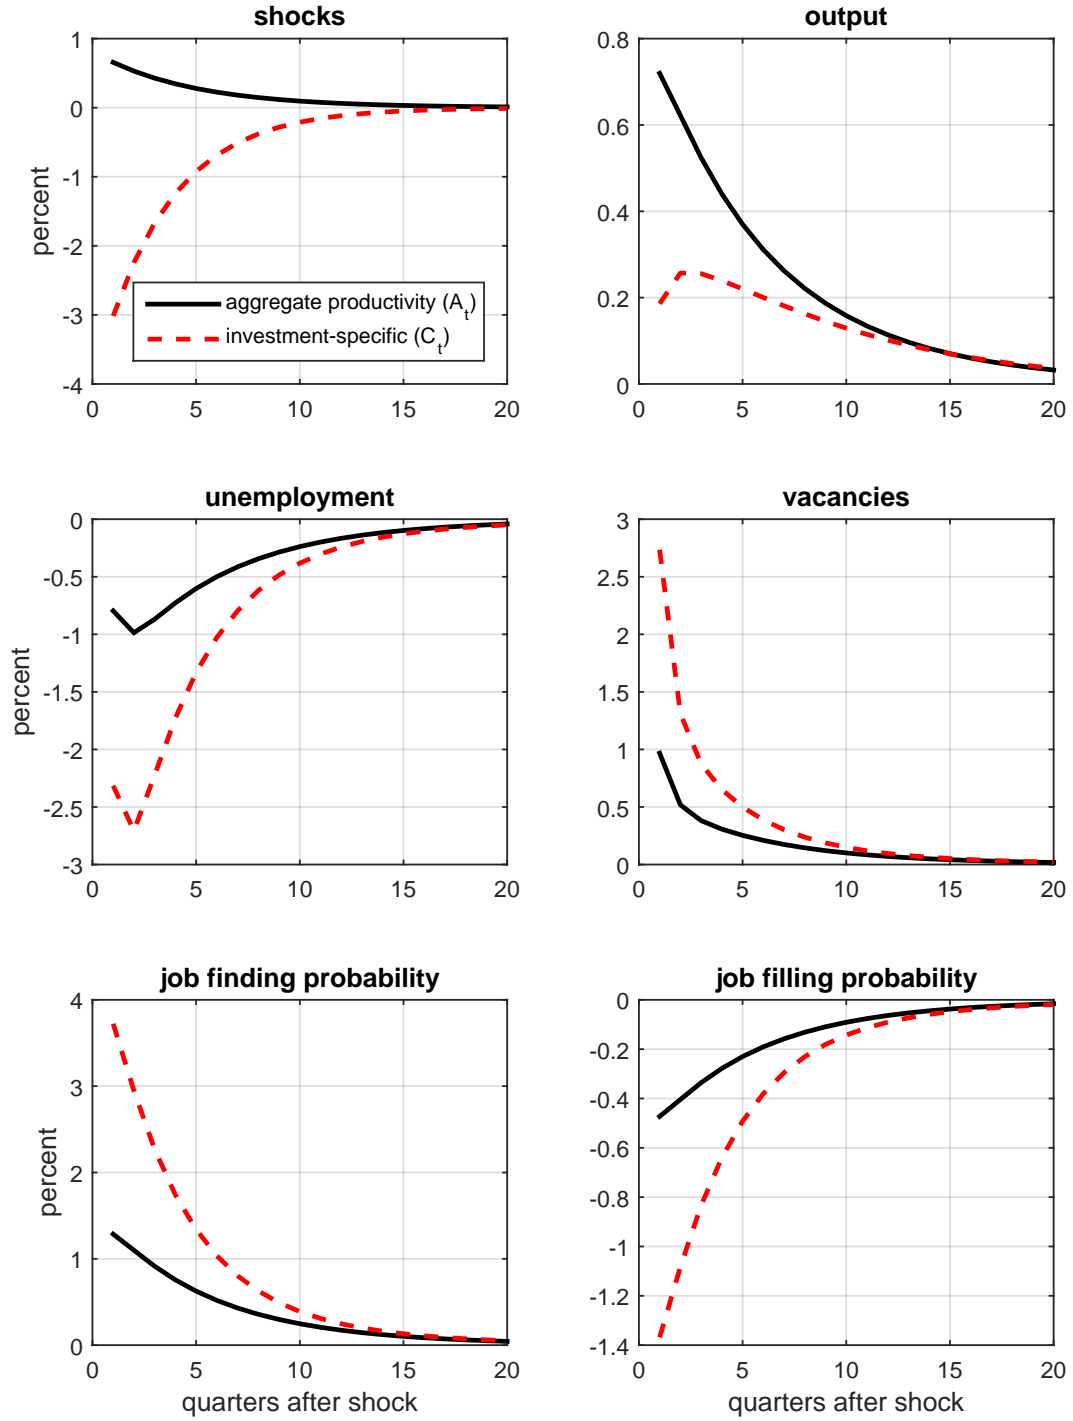 shocks
1
0
-1
-2
-3
-4
percent
aggregate productivity (A_t)
investment-specific (C_t)
0 5 10 15 20
output
0.8
0.6
0.4
0.2
0
0 5 10 15 20
unemployment
0
-0.5
-1
-1.5
-2
-2.5
-3
percent
0 5 10 15 20
vacancies
3
2.5
2
1.5
1
0.5
0
0 5 10 15 20
job finding probability
4
3
2
1
0
percent
0 5 10 15 20
quarters after shock
job filling probability
0
-0.2
-0.4
-0.6
-0.8
-1
-1.2
-1.4
0 5 10 15 20
quarters after shock